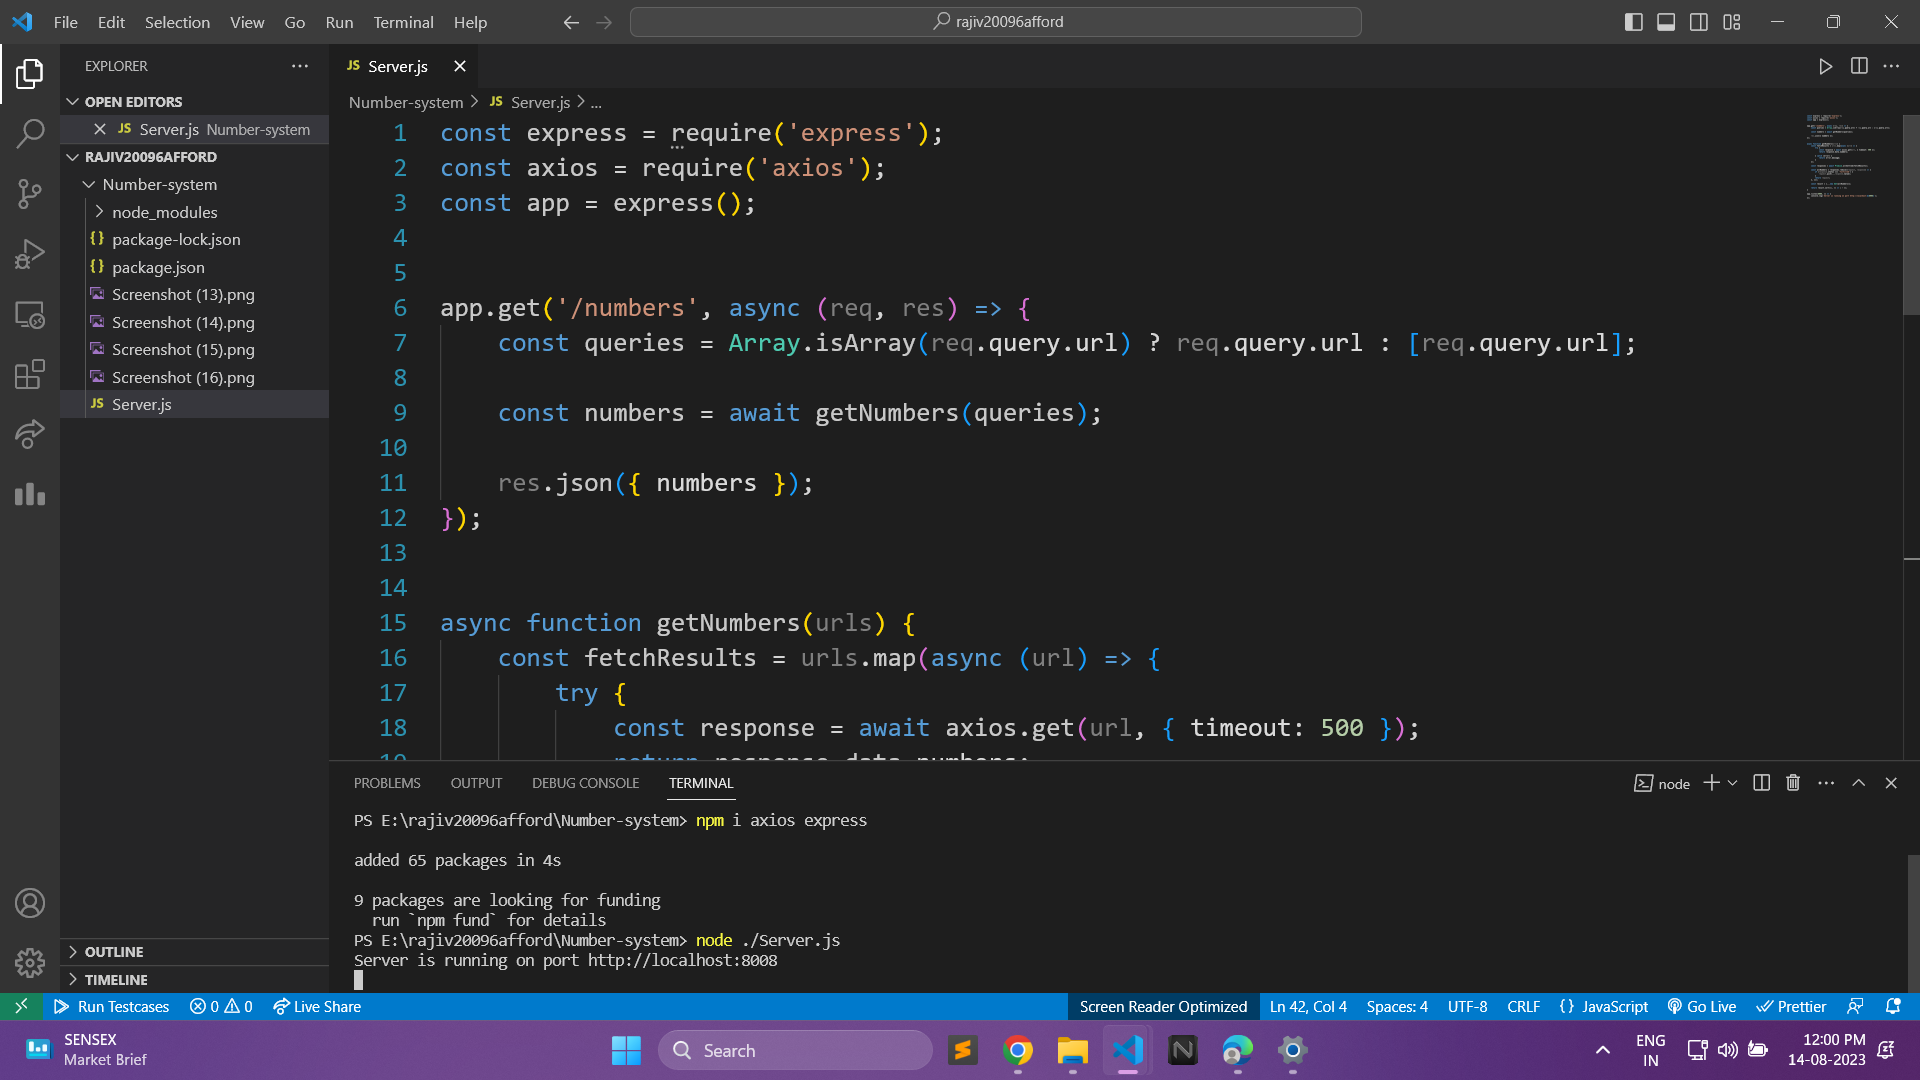 File Edit Selection View Go Run Terminal Help
rajiv20096afford
EXPLORER
OPEN EDITORS
JS Server.js Number-system
RAJIV20096AFFORD
Number-system
node_modules
{} package-lock.json
{} package.json
Screenshot (13).png
Screenshot (14).png
Screenshot (15).png
Screenshot (16).png
JS Server.js
OUTLINE
TIMELINE
JS Server.js
Number-system > JS Server.js > ...
1 const express = require('express');
2 const axios = require('axios');
3 const app = express();
4
5
6 app.get('/numbers', async (req, res) => {
7 const queries = Array.isArray(req.query.url) ? req.query.url : [req.query.url];
8
9 const numbers = await getNumbers(queries);
10
11 res.json({ numbers });
12 });
13
14
15 async function getNumbers(urls) {
16 const fetchResults = urls.map(async (url) => {
17 try {
18 const response = await axios.get(url, { timeout: 500 });
19 return response.data.numbers;
PROBLEMS OUTPUT DEBUG CONSOLE TERMINAL
node
PS E:\rajiv20096afford\Number-system> npm i axios express
added 65 packages in 4s
9 packages are looking for funding
run `npm fund` for details
PS E:\rajiv20096afford\Number-system> node ./Server.js
Server is running on port http://localhost:8008
Run Testcases 0 0 Live Share
Screen Reader Optimized Ln 42, Col 4 Spaces: 4 UTF-8 CRLF {} JavaScript Go Live Prettier
SENSEX
Market Brief
Search
ENG
IN
12:00 PM
14-08-2023